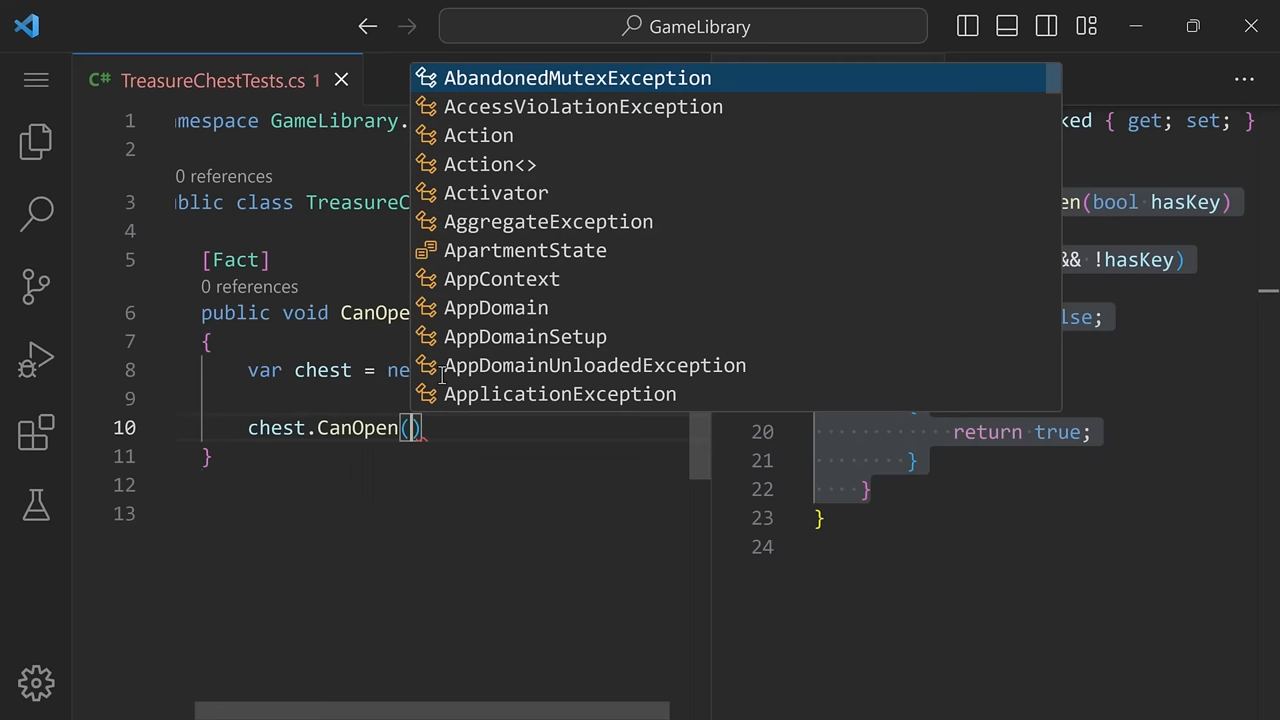 GameLibrary
C# TreasureChestTests.cs 1
1 mespace GameLibrary.
2
0 references
3 blic class TreasureC
4
5 [Fact]
0 references
6 public void CanOpe
7 {
8 var chest = ne
9
10 chest.CanOpen()
11 }
12
13
AbandonedMutexException
AccessViolationException
Action
Action<>
Activator
AggregateException
ApartmentState
AppContext
AppDomain
AppDomainSetup
AppDomainUnloadedException
ApplicationException
ked { get; set; }
en(bool hasKey)
&& !hasKey)
lse;
20 return true;
21 }
22 }
23 }
24